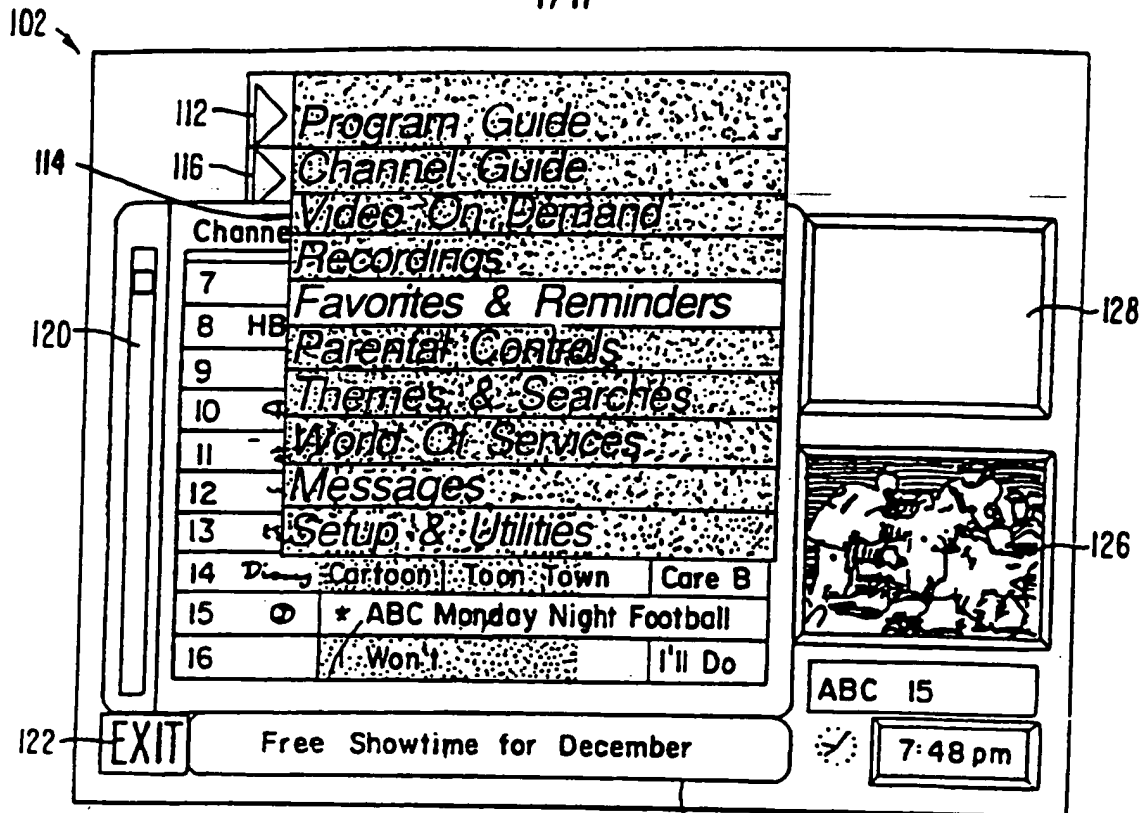 102
112
Program Guide
116
Channel Guide
114
Video On Demand
Channe
Recordings
7
Favorites & Reminders
128
8 HB
120
Parental Controls
9
Themes & Searches
10
World Of Services
11
12
Messages
13
Setup & Utilities
126
14 Disney Cartoon Toon Town Care B
15 * ABC Monday Night Football
16 I Won't I'll Do
ABC 15
122
EXIT
Free Showtime for December
7:48 pm